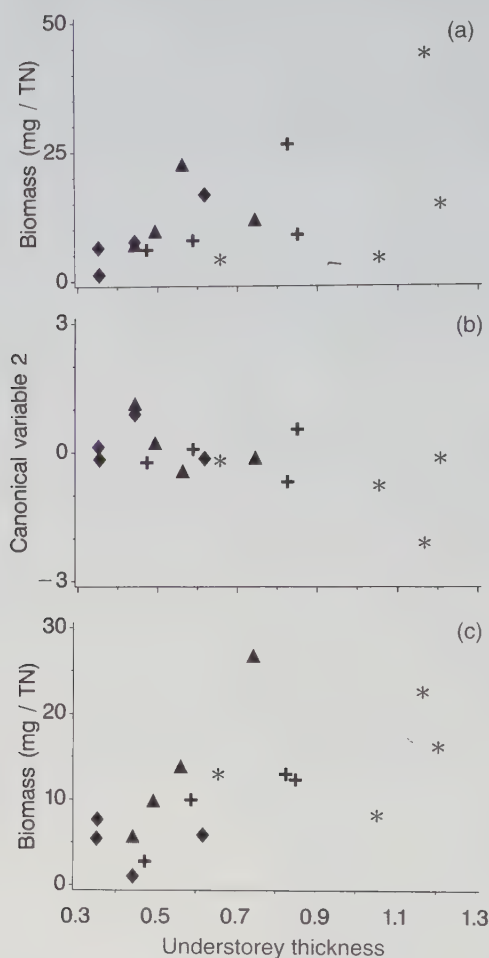 (a)
Biomass (mg / TN)
50
25
0
(b)
Canonical variable 2
3
0
−3
(c)
Biomass (mg / TN)
30
20
10
0
0.3 0.5 0.7 0.9 1.1 1.3
Understorey thickness